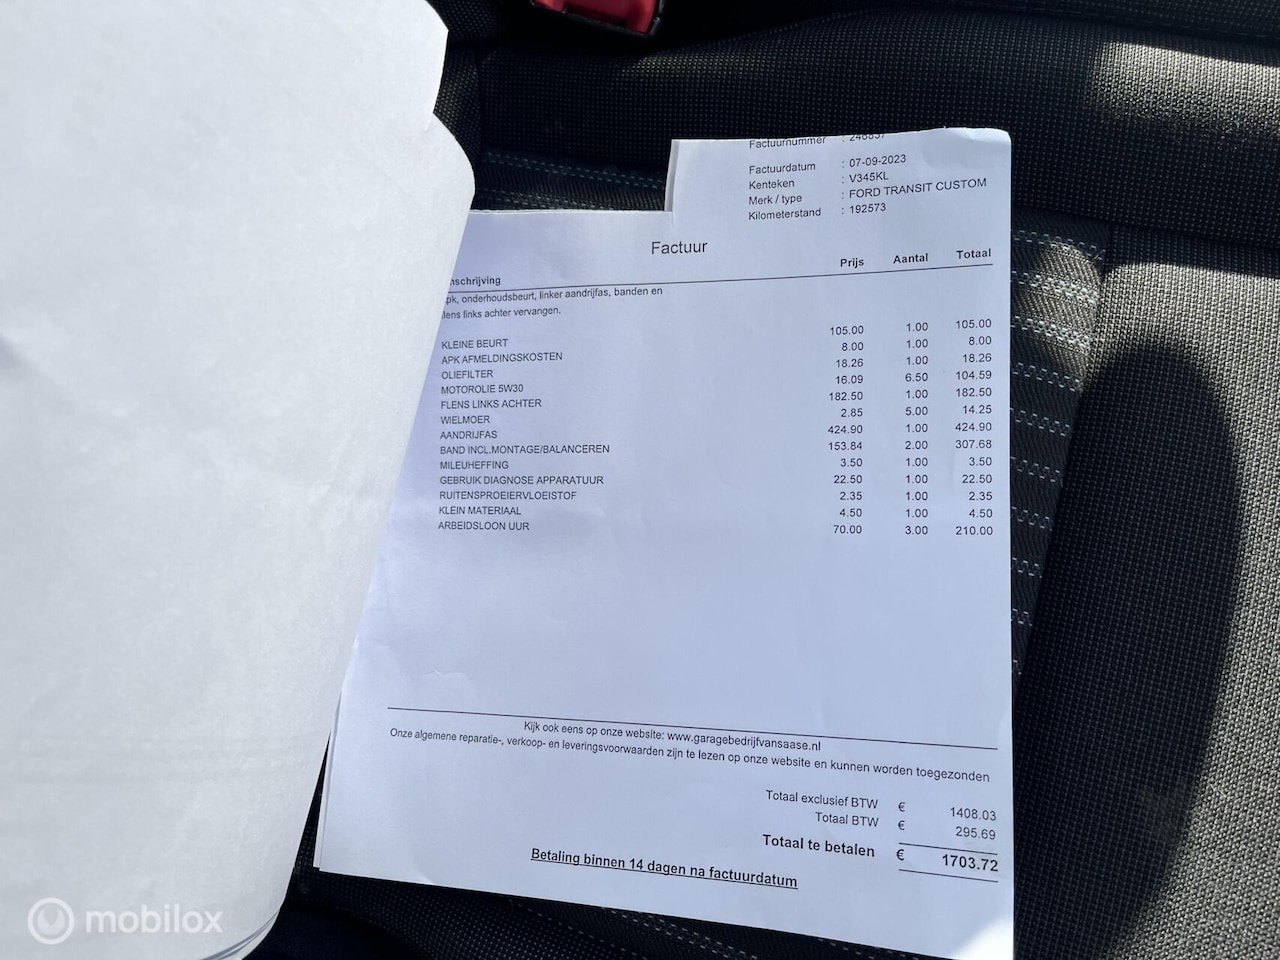 Factuurnummer : 246857
Factuurdatum : 07-09-2023
Kenteken : V345KL
Merk / type : FORD TRANSIT CUSTOM
Kilometerstand : 192573
Factuur
nschrijving Prijs Aantal Totaal
pk, onderhoudsbeurt, linker aandrijfas, banden en
lens links achter vervangen.
KLEINE BEURT 105.00 1.00 105.00
APK AFMELDINGSKOSTEN 8.00 1.00 8.00
OLIEFILTER 18.26 1.00 18.26
MOTOROLIE 5W30 16.09 6.50 104.59
FLENS LINKS ACHTER 182.50 1.00 182.50
WIELMOER 2.85 5.00 14.25
AANDRIJFAS 424.90 1.00 424.90
BAND INCL.MONTAGE/BALANCEREN 153.84 2.00 307.68
MILEUHEFFING 3.50 1.00 3.50
GEBRUIK DIAGNOSE APPARATUUR 22.50 1.00 22.50
RUITENSPROEIERVLOEISTOF 2.35 1.00 2.35
KLEIN MATERIAAL 4.50 1.00 4.50
ARBEIDSLOON UUR 70.00 3.00 210.00
Kijk ook eens op onze website: www.garagebedrijfvansaase.nl
Onze algemene reparatie-, verkoop- en leveringsvoorwaarden zijn te lezen op onze website en kunnen worden toegezonden
Totaal exclusief BTW € 1408.03
Totaal BTW € 295.69
Totaal te betalen € 1703.72
Betaling binnen 14 dagen na factuurdatum
mobilox